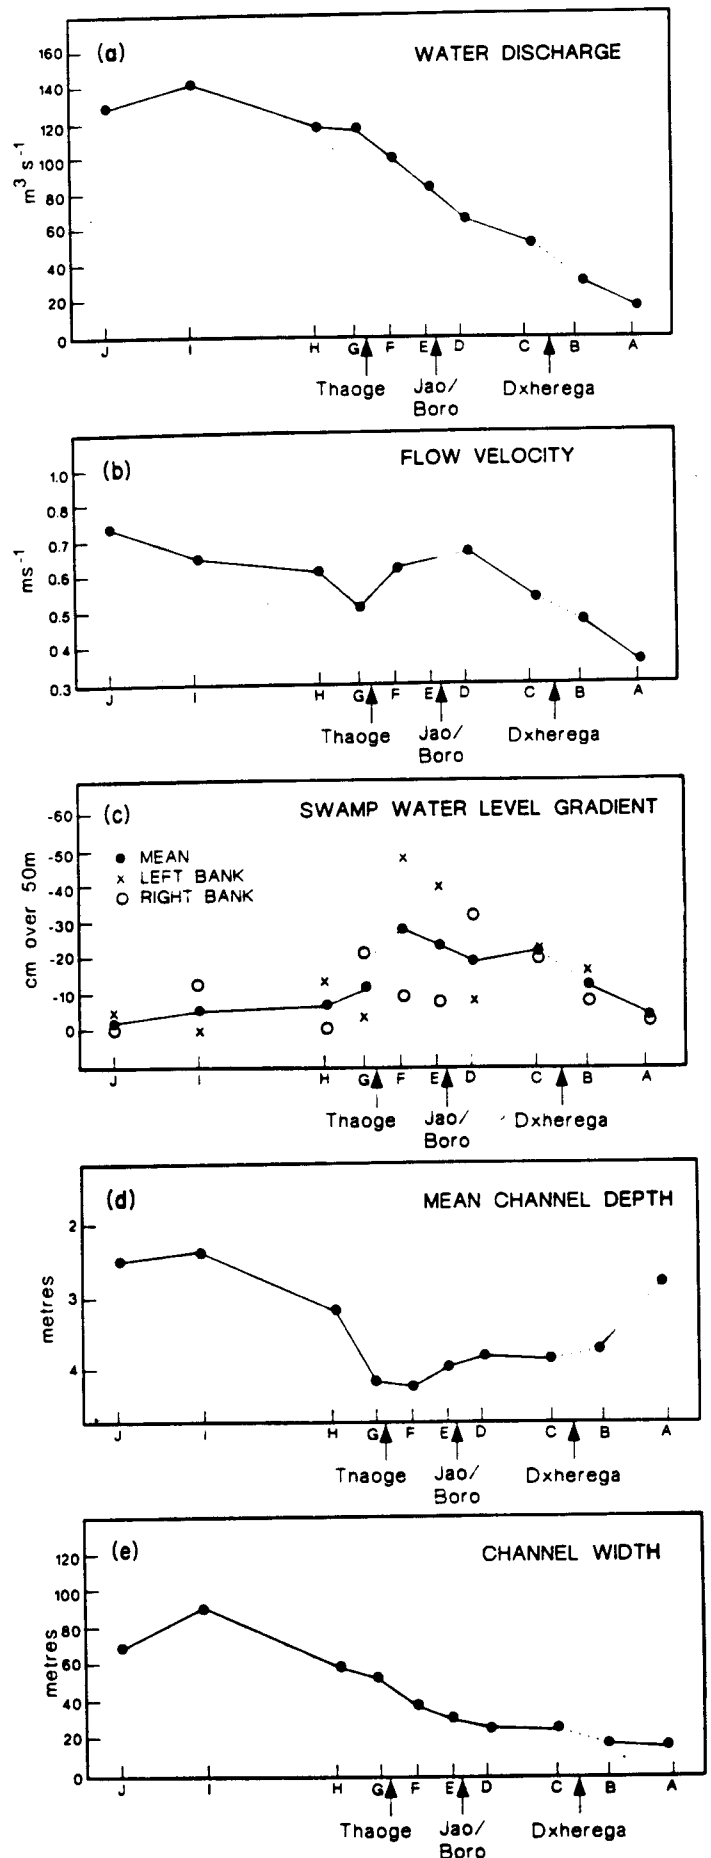 (a) WATER DISCHARGE
160
140
120
100
80
60
40
20
0
m³ s⁻¹
J I H G F E D C B A
Thaoge Jao/ Dxherega
Boro
(b) FLOW VELOCITY
1.0
0.8
0.7
0.6
0.5
0 4
0.3
ms⁻¹
J I H G F E D C B A
Thaoge Jao/ Dxherega
Boro
(c) SWAMP WATER LEVEL GRADIENT
-60
-50
-40
-30
-20
-10
0
cm over 50m
● MEAN
x LEFT BANK
O RIGHT BANK
J I H G F E D C B A
Thaoge Jao/ Dxherega
Boro
(d) MEAN CHANNEL DEPTH
2
3
4
metres
J I H G F E D C B A
Tnaoge Jao/ Dxherega
Boro
(e) CHANNEL WIDTH
120
100
80
60
40
20
0
metres
J I H G F E D C B A
Thaoge Jao/ Dxherega
Boro